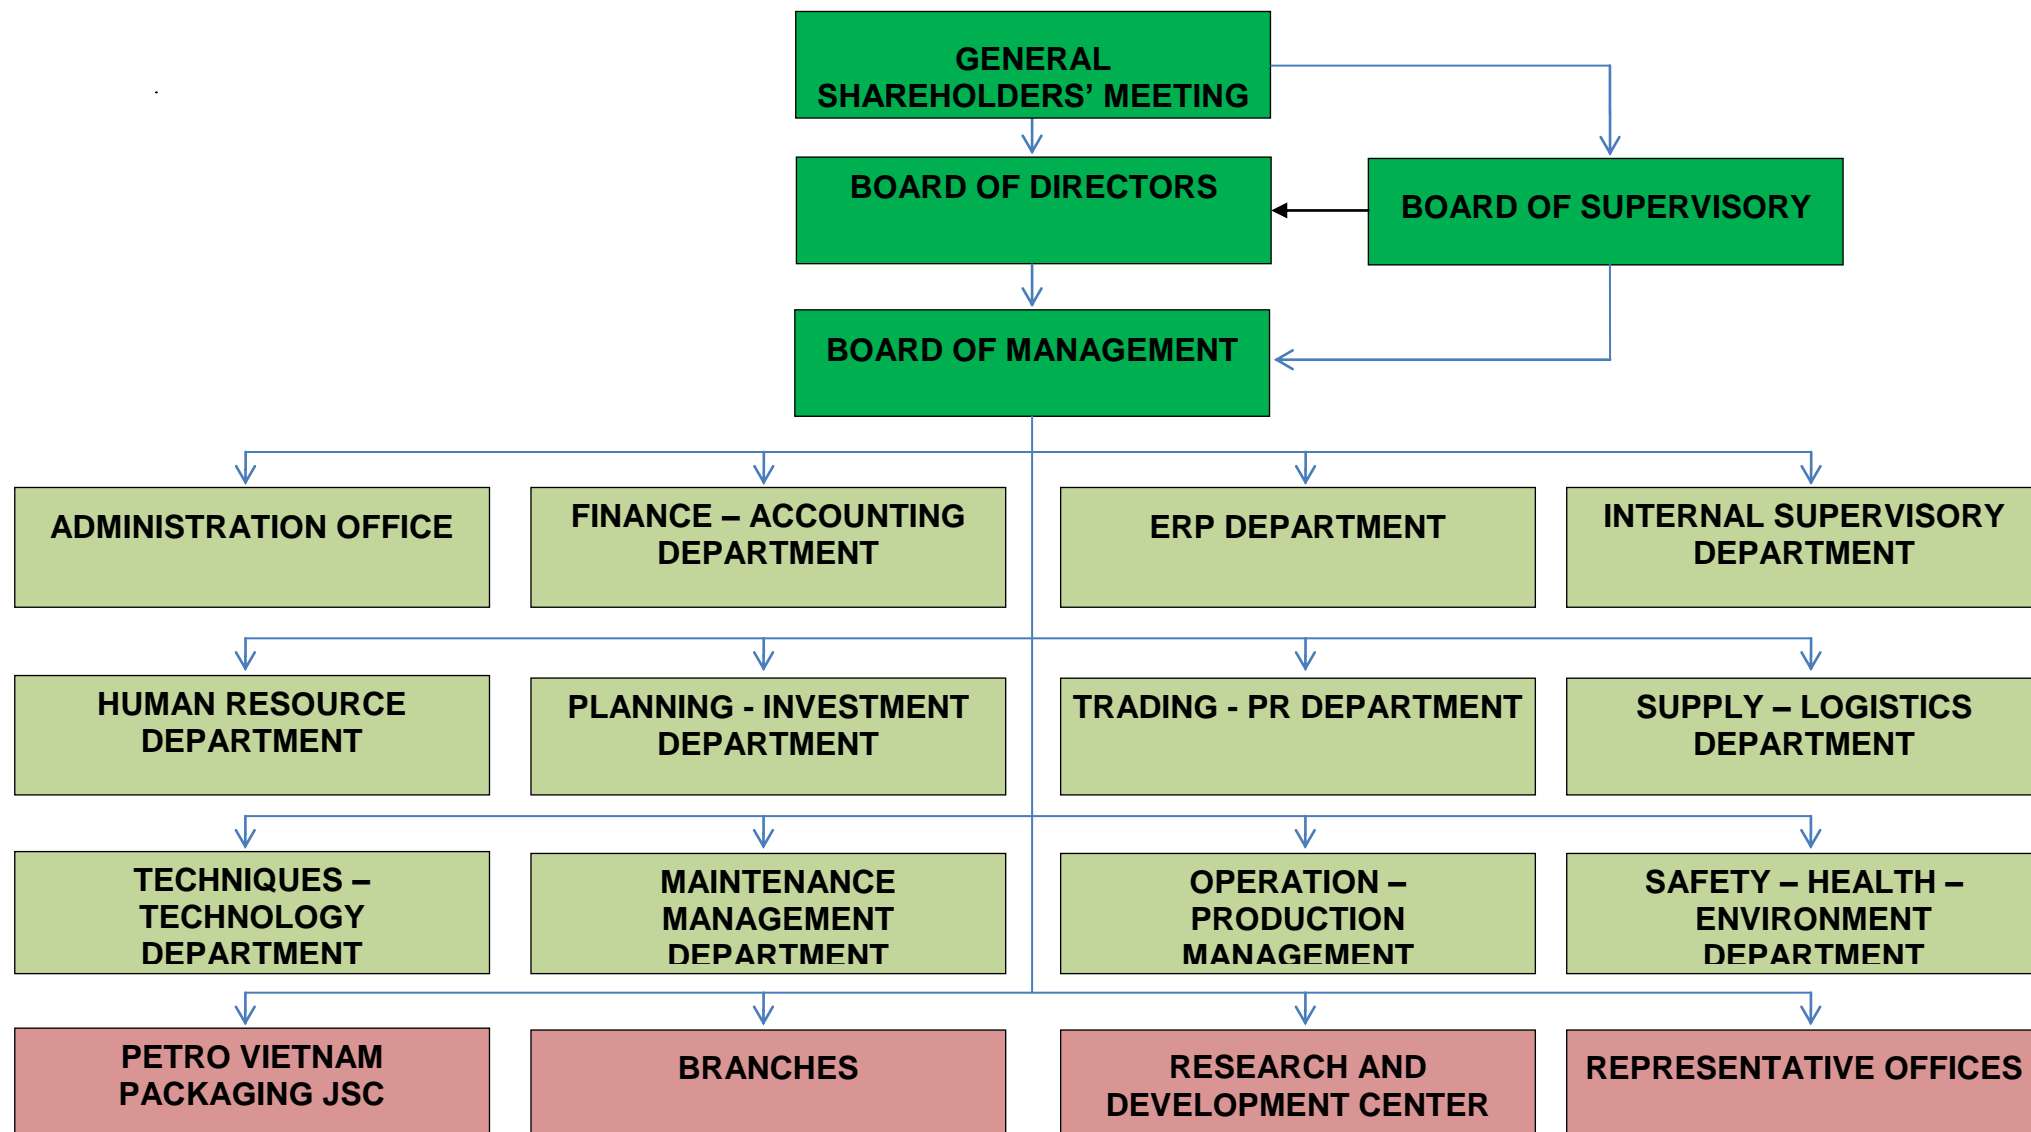 GENERAL
SHAREHOLDERS’ MEETING
BOARD OF DIRECTORS
BOARD OF SUPERVISORY
BOARD OF MANAGEMENT
ADMINISTRATION OFFICE
FINANCE – ACCOUNTING
DEPARTMENT
ERP DEPARTMENT
INTERNAL SUPERVISORY
DEPARTMENT
HUMAN RESOURCE
DEPARTMENT
PLANNING - INVESTMENT
DEPARTMENT
TRADING - PR DEPARTMENT
SUPPLY – LOGISTICS
DEPARTMENT
TECHNIQUES –
TECHNOLOGY
DEPARTMENT
MAINTENANCE
MANAGEMENT
DEPARTMENT
OPERATION –
PRODUCTION
MANAGEMENT
SAFETY – HEALTH –
ENVIRONMENT
DEPARTMENT
PETRO VIETNAM
PACKAGING JSC
BRANCHES
RESEARCH AND
DEVELOPMENT CENTER
REPRESENTATIVE OFFICES